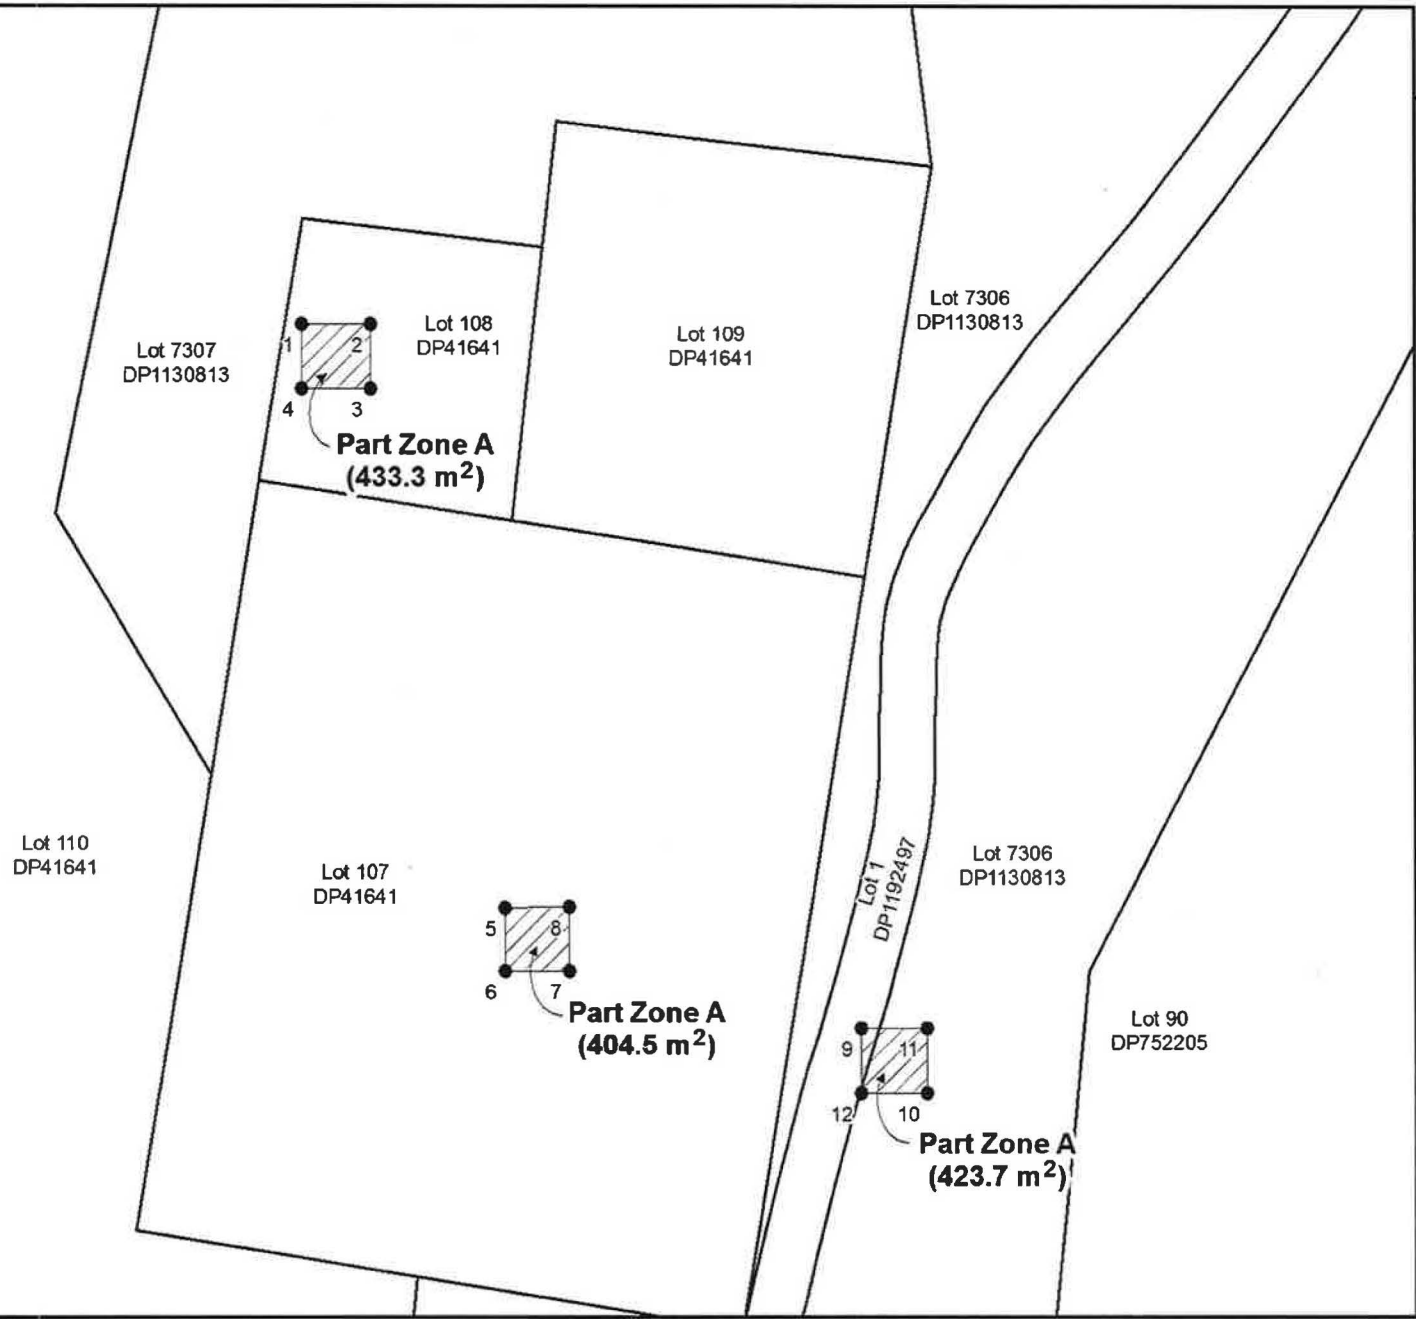 Lot 7306
DP1130813
Lot 108
DP41641
Lot 109
DP41641
Lot 7307
DP1130813
1
2
4
3
Part Zone A
(433.3 m²)
Lot 110
DP41641
Lot 107
DP41641
Lot 1
DP1192497
Lot 7306
DP1130813
5
8
6
7
Part Zone A
(404.5 m²)
Lot 90
DP752205
9
11
12
10
Part Zone A
(423.7 m²)